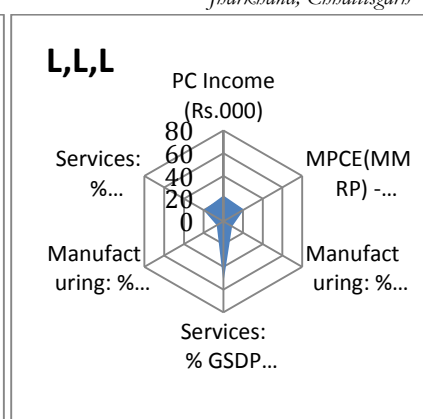 Jharkhand, Chhattisgarh
L,L,L
PC Income
(Rs.000)
80
60
40
20
0
MPCE(MM
RP) -...
Manufact
uring: %...
Services:
% GSDP...
Manufact
uring: %...
Services:
%...